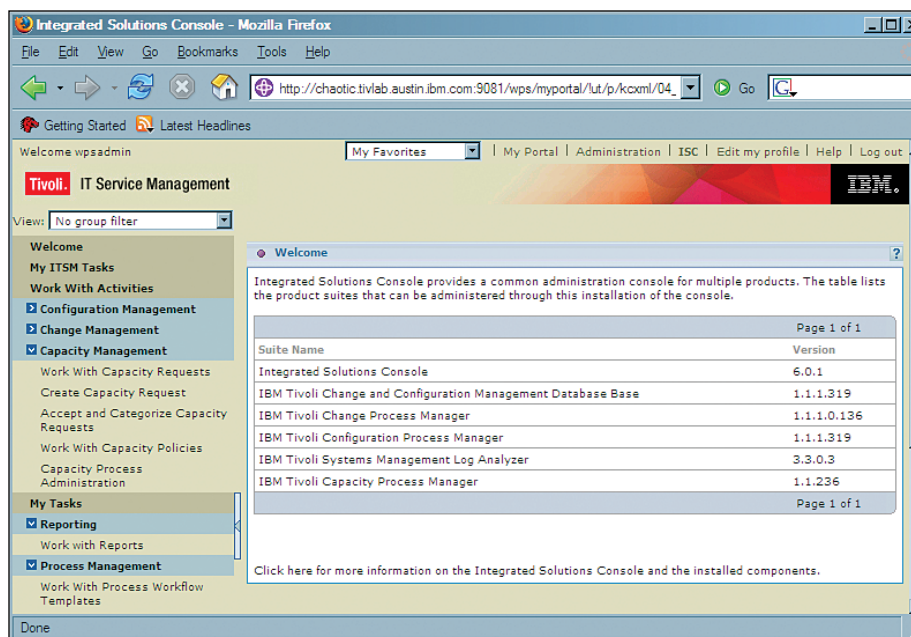 Integrated Solutions Console - Mozilla Firefox
File Edit View Go Bookmarks Tools Help
http://chaotic.tivlab.austin.ibm.com:9081/wps/myportal/!ut/p/kcxml/04_ Go G
Getting Started Latest Headlines
Welcome wpsadmin
My Favorites | My Portal | Administration | ISC | Edit my profile | Help | Log out
Tivoli. IT Service Management
IBM.
View: No group filter
Welcome
My ITSM Tasks
Work With Activities
Configuration Management
Change Management
Capacity Management
Work With Capacity Requests
Create Capacity Request
Accept and Categorize Capacity
Requests
Work With Capacity Policies
Capacity Process
Administration
My Tasks
Reporting
Work with Reports
Process Management
Work With Process Workflow
Templates
Welcome ?
Integrated Solutions Console provides a common administration console for multiple products. The table lists
the product suites that can be administered through this installation of the console.
Page 1 of 1
Suite Name Version
Integrated Solutions Console 6.0.1
IBM Tivoli Change and Configuration Management Database Base 1.1.1.319
IBM Tivoli Change Process Manager 1.1.1.0.136
IBM Tivoli Configuration Process Manager 1.1.1.319
IBM Tivoli Systems Management Log Analyzer 3.3.0.3
IBM Tivoli Capacity Process Manager 1.1.236
Page 1 of 1
Click here for more information on the Integrated Solutions Console and the installed components.
Done